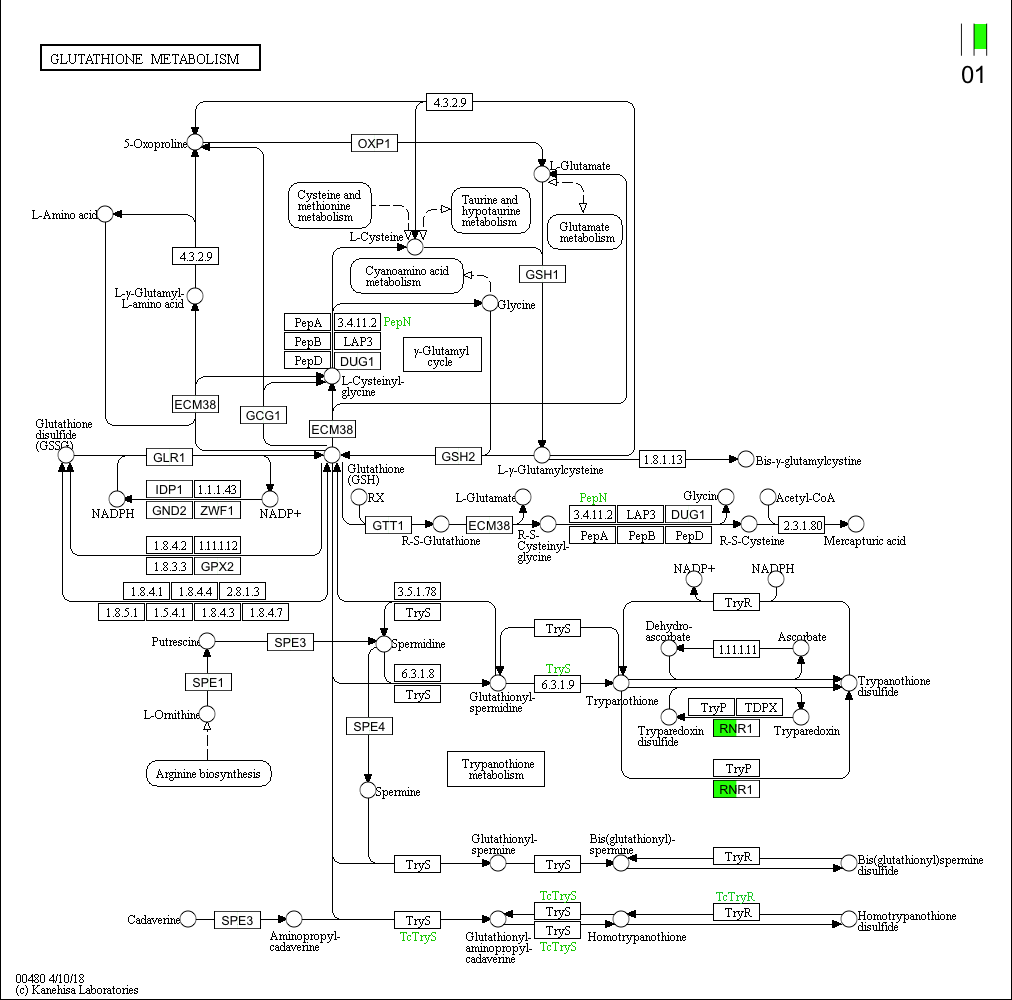 GLUTATHIONE METABOLISM
01
4.3.2.9
5-Oxoproline
OXP1
L-Glutamate
Cysteine and
methionine
metabolism
Taurine and
hypotaurine
metabolism
L-Amino acid
Glutamate
metabolism
L-Cysteine
4.3.2.9
Cyanoamino acid
metabolism
GSH1
L-γ-Glutamyl-
L-amino acid
Glycine
PepA
3.4.11.2
PepN
PepB
LAP3
PepD
DUG1
γ-Glutamyl
cycle
L-Cysteinyl-
glycine
ECM38
GCG1
ECM38
Glutathione
disulfide
(GSSG)
GLR1
GSH2
1.8.1.13
Bis-γ-glutamylcystine
L-γ-Glutamylcysteine
Glutathione
(GSH)
IDP1
1.1.1.43
GND2
ZWF1
NADPH
NADP+
RX
L-Glutamate
PepN
Glycin
Acetyl-CoA
GTT1
ECM38
3.4.11.2
LAP3
DUG1
PepA
PepB
PepD
2.3.1.80
R-S-Glutathione
R-S-
Cysteinyl-
glycine
R-S-Cysteine
Mercapturic acid
1.8.4.2
1.11.1.12
1.8.3.3
GPX2
1.8.4.1
1.8.4.4
2.8.1.3
1.8.5.1
1.5.4.1
1.8.4.3
1.8.4.7
3.5.1.78
TryS
NADP+
NADPH
TryR
Putrescine
SPE3
Spermidine
TryS
Dehydro-
ascorbate
1.11.1.11
Ascorbate
6.3.1.8
TryS
TryS
6.3.1.9
SPE1
Glutathionyl-
spermidine
Trypanothione
Trypanothione
disulfide
L-Ornithine
SPE4
TryP
TDPX
RNR1
Tryparedoxin
disulfide
Tryparedoxin
Arginine biosynthesis
Trypanothione
metabolism
TryP
RNR1
Spermine
Glutathionyl-
spermine
Bis(glutathionyl)-
spermine
TryS
TryS
TryR
Bis(glutathionyl)spermine
disulfide
TcTryS
TcTryR
Cadaverine
SPE3
TryS
TryS
TryR
Homotrypanothione
disulfide
TcTryS
TryS
TcTryS
Aminopropyl-
cadaverine
Glutathionyl-
aminopropyl-
cadaverine
Homotrypanothione
00480 4/10/18
(c) Kanehisa Laboratories